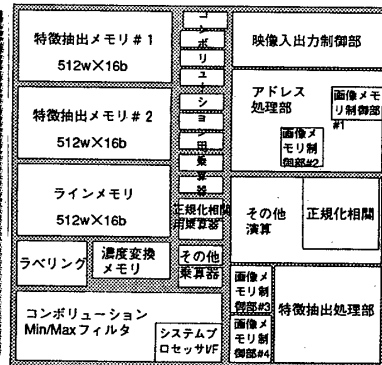 特徴抽出メモリ#1
512w×16b
特徴抽出メモリ#2
512w×16b
ラインメモリ
512w×16b
ラベリング
濃度変換
メモリ
コンボリューション
Min/Maxフィルタ
システムプ
ロセッサI/F
コンボリューション用乗算器
正規化相関
用乗算器
その他
乗算器
映像入出力制御部
アドレス
処理部
画像メモ
リ制御部
#1
画像メ
モリ制
御部#2
その他
演算
正規化相関
画像メ
モリ制
御部#3
画像メ
モリ制
御部#4
特徴抽出処理部